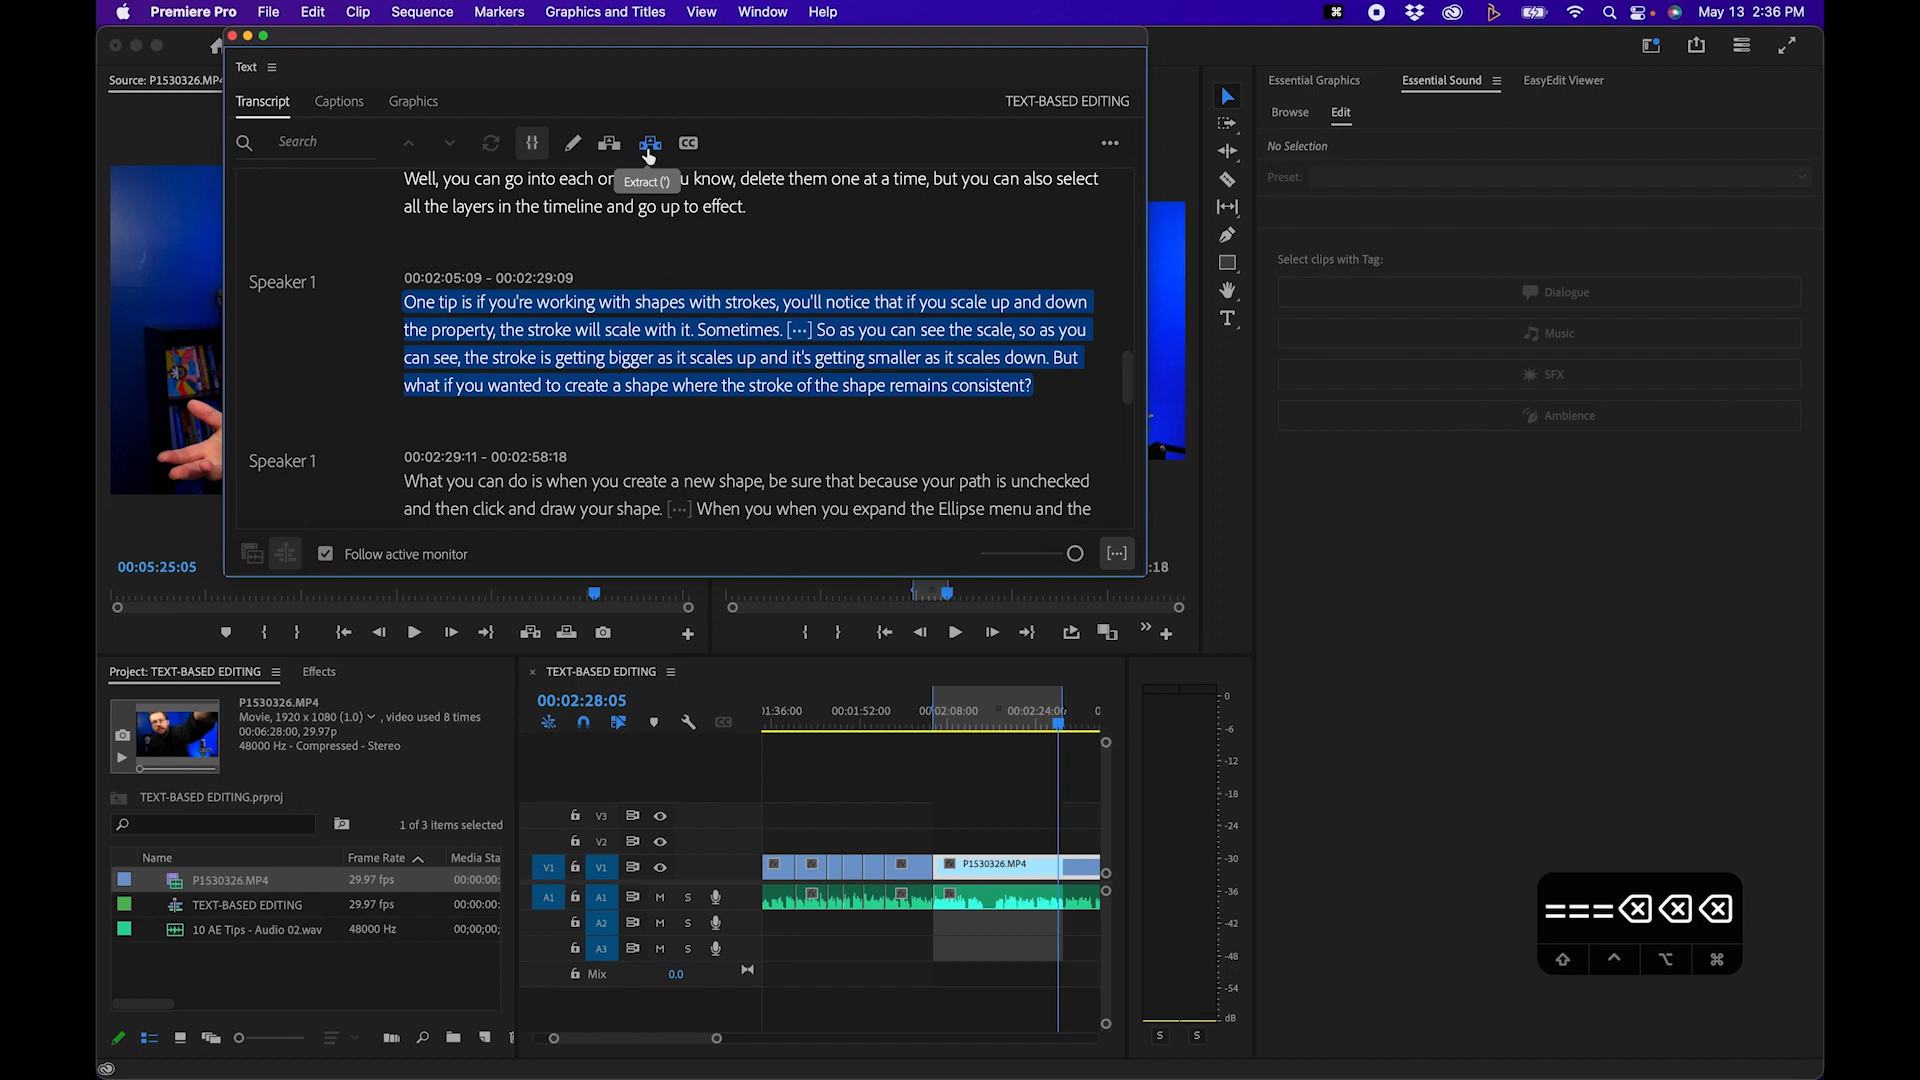 Premiere Pro File Edit Clip Sequence Markers Graphics and Titles View Window Help May 13 2:36 PM
Source: P1530326.MP4
Text
Transcript Captions Graphics TEXT-BASED EDITING
Search
Extract (')
Well, you can go into each or u know, delete them one at a time, but you can also select
all the layers in the timeline and go up to effect.
Speaker 1
00:02:05:09 - 00:02:29:09
One tip is if you're working with shapes with strokes, you'll notice that if you scale up and down
the property, the stroke will scale with it. Sometimes. [···] So as you can see the scale, so as you
can see, the stroke is getting bigger as it scales up and it's getting smaller as it scales down. But
what if you wanted to create a shape where the stroke of the shape remains consistent?
Speaker 1
00:02:29:11 - 00:02:58:18
What you can do is when you create a new shape, be sure that because your path is unchecked
and then click and draw your shape. [···] When you when you expand the Ellipse menu and the
Follow active monitor
[···]
Essential Graphics Essential Sound EasyEdit Viewer
Browse Edit
No Selection
Preset:
Select clips with Tag:
Dialogue
Music
SFX
Ambience
00:05:25:05
:18
Project: TEXT-BASED EDITING Effects
P1530326.MP4
Movie, 1920 x 1080 (1.0) , video used 8 times
00:06:28:00, 29.97p
48000 Hz - Compressed - Stereo
TEXT-BASED EDITING.prproj
1 of 3 items selected
Name Frame Rate Media Sta
P1530326.MP4 29.97 fps 00:00:00:
TEXT-BASED EDITING 29.97 fps 00:00:00:
10 AE Tips - Audio 02.wav 48000 Hz 00;00;00;
× TEXT-BASED EDITING
00:02:28:05
01:36:00 00:01:52:00 00:02:08:00 00:02:24:00 0
V3
V2
V1 V1 P1530326.MP4
A1 A1 M S
A2 M S
A3 M S
Mix 0.0
0
-6
-12
-18
-24
-30
-36
-42
-48
-54
dB
S S
===⌫⌫⌫
⇧ ⌃ ⌥ ⌘